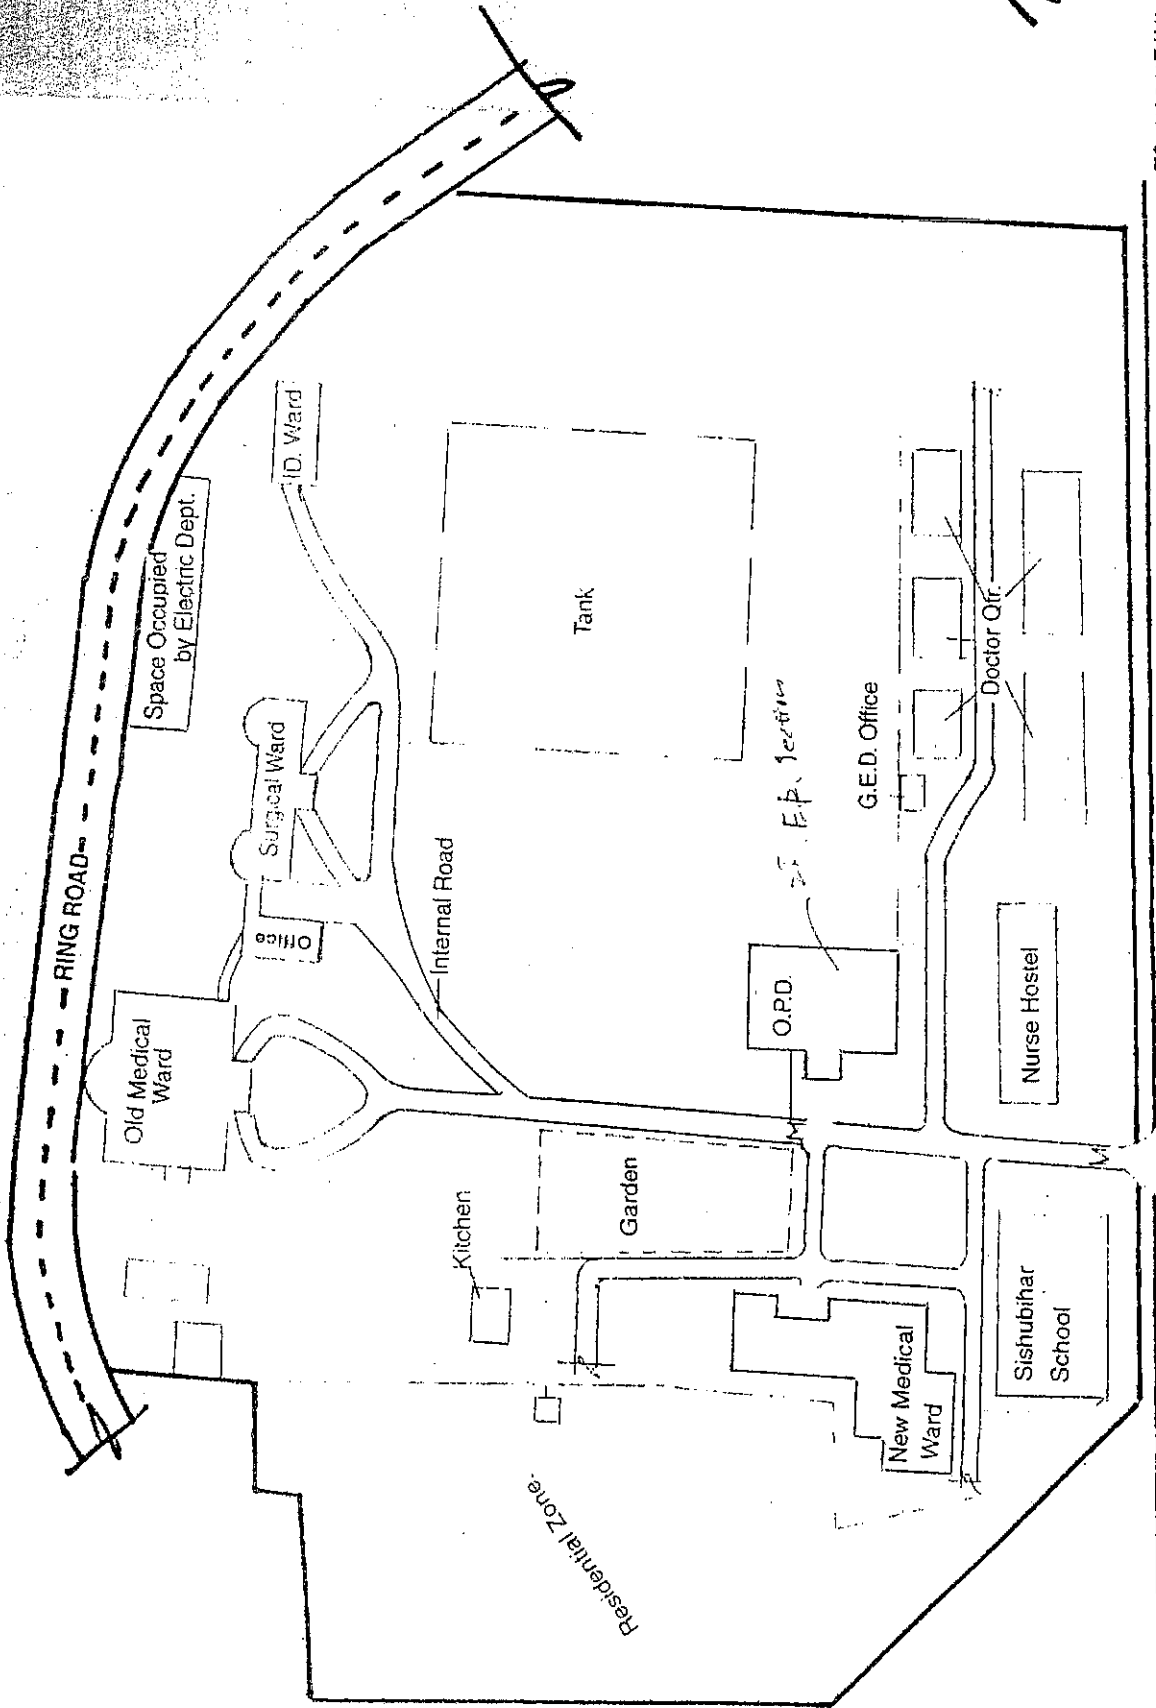 RING ROAD
Space Occupied
by Electric Dept.
I.D. Ward
Surgical Ward
Office
Old Medical
Ward
Internal Road
Tank
Section
G.E.D. Office
Doctor Qtr.
O.P.D.
Nurse Hostel
Garden
Kitchen
New Medical
Ward
Sishubihar
School
Residential Zone